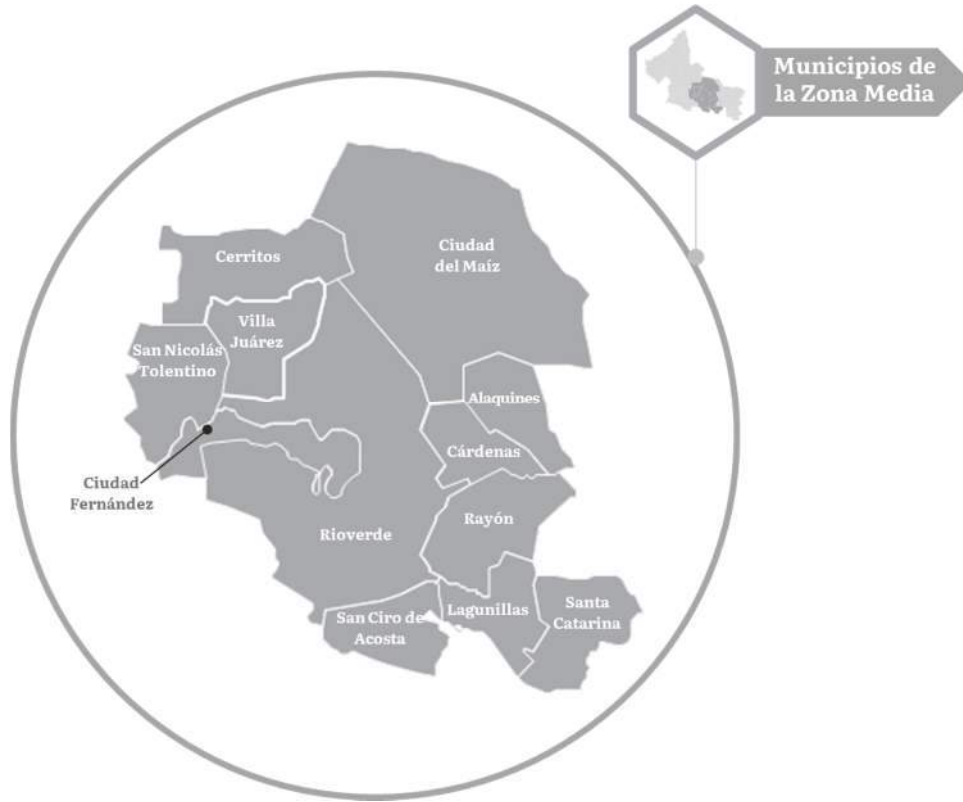 Municipios de
la Zona Media
Ciudad
del Maíz
Cerritos
Villa
Juárez
San Nicolás
Tolentino
Alaquines
Cárdenas
Ciudad
Fernández
Rayón
Rioverde
Lagunillas
Santa
Catarina
San Ciro de
Acosta